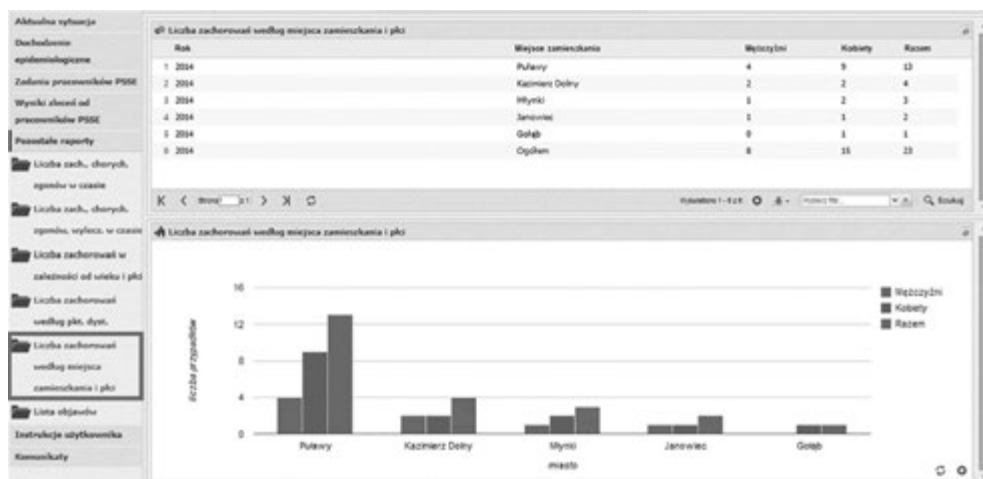 Aktualna sytuacja
Dochodzenie
epidemiologiczne
Zadania pracowników PSSE
Wyniki zleceń od
pracowników PSSE
Pozostałe raporty
Liczba zach., chorych,
zgonów w czasie
Liczba zach., chorych,
zgonów, wylecz. w czasie
Liczba zachorowań w
zależności od wieku i płci
Liczba zachorowań
według pkt. dyst.
Liczba zachorowań
według miejsca
zamieszkania i płci
Lista objawów
Instrukcje użytkownika
Komunikaty
Liczba zachorowań według miejsca zamieszkania i płci
Rok Miejsce zamieszkania Mężczyźni Kobiety Razem
1 2014 Puławy 4 9 13
2 2014 Kazimierz Dolny 2 2 4
3 2014 Młynki 1 2 3
4 2014 Janowiec 1 1 2
5 2014 Gołąb 0 1 1
6 2014 Ogółem 8 15 23
Strona z 1
Wyświetlono 1 - 6 z 6
Szukaj
Liczba zachorowań według miejsca zamieszkania i płci
liczba przypadków
16
12
8
4
0
Puławy Kazimierz Dolny Młynki Janowiec Gołąb
miasto
Mężczyźni
Kobiety
Razem